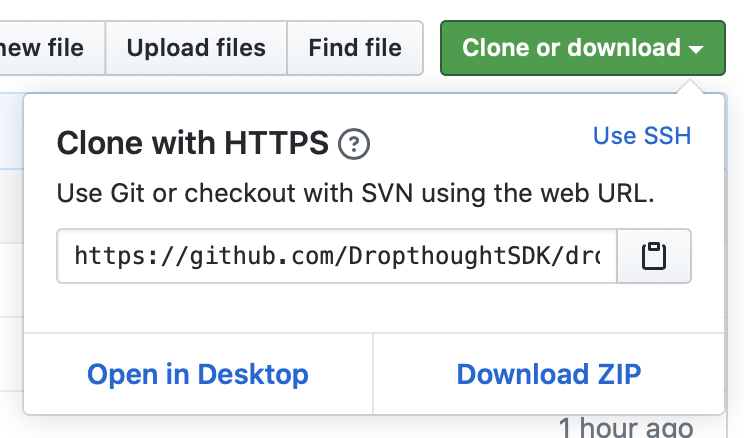 new file
Upload files
Find file
Clone or download
Clone with HTTPS ?
Use SSH
Use Git or checkout with SVN using the web URL.
https://github.com/DropthoughtSDK/dro
Open in Desktop
Download ZIP
1 hour ago